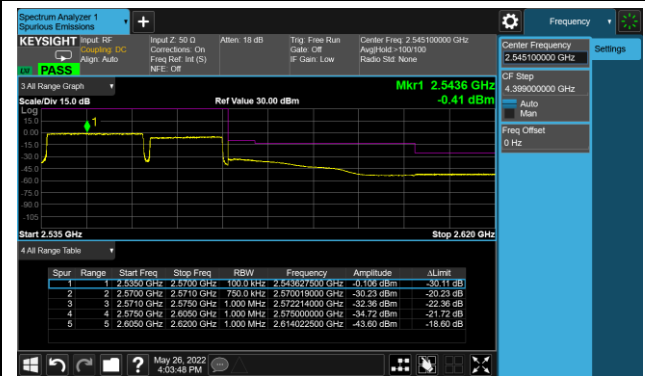 Spectrum Analyzer 1
Spurious Emissions
Frequency
KEYSIGHT Input: RF
Coupling: DC
Align: Auto
Input Z: 50 Ω
Corrections: On
Freq Ref: Int (S)
NFE: Off
Atten: 18 dB
Trig: Free Run
Gate: Off
IF Gain: Low
Center Freq: 2.545100000 GHz
Avg|Hold:>100/100
Radio Std: None
PASS
Center Frequency
2.545100000 GHz
Settings
CF Step
4.399000000 GHz
Auto
Man
Freq Offset
0 Hz
3 All Range Graph
Mkr1 2.5436 GHz
Scale/Div 15.0 dB
Ref Value 30.00 dBm
-0.41 dBm
Log
15.0
0.00
-15.0
-30.0
-45.0
-60.0
-75.0
-90.0
-105
1
Start 2.535 GHz
Stop 2.620 GHz
4 All Range Table
Spur Range Start Freq Stop Freq RBW Frequency Amplitude ΔLimit
1 1 2.5350 GHz 2.5700 GHz 100.0 kHz 2.543627500 GHz -0.106 dBm -30.11 dB
2 2 2.5700 GHz 2.5710 GHz 750.0 kHz 2.570019000 GHz -30.23 dBm -20.23 dB
3 3 2.5710 GHz 2.5750 GHz 1.000 MHz 2.572214000 GHz -32.36 dBm -22.36 dB
4 4 2.5750 GHz 2.6050 GHz 1.000 MHz 2.575000000 GHz -34.72 dBm -21.72 dB
5 5 2.6050 GHz 2.6200 GHz 1.000 MHz 2.614022500 GHz -43.60 dBm -18.60 dB
May 26, 2022
4:03:48 PM